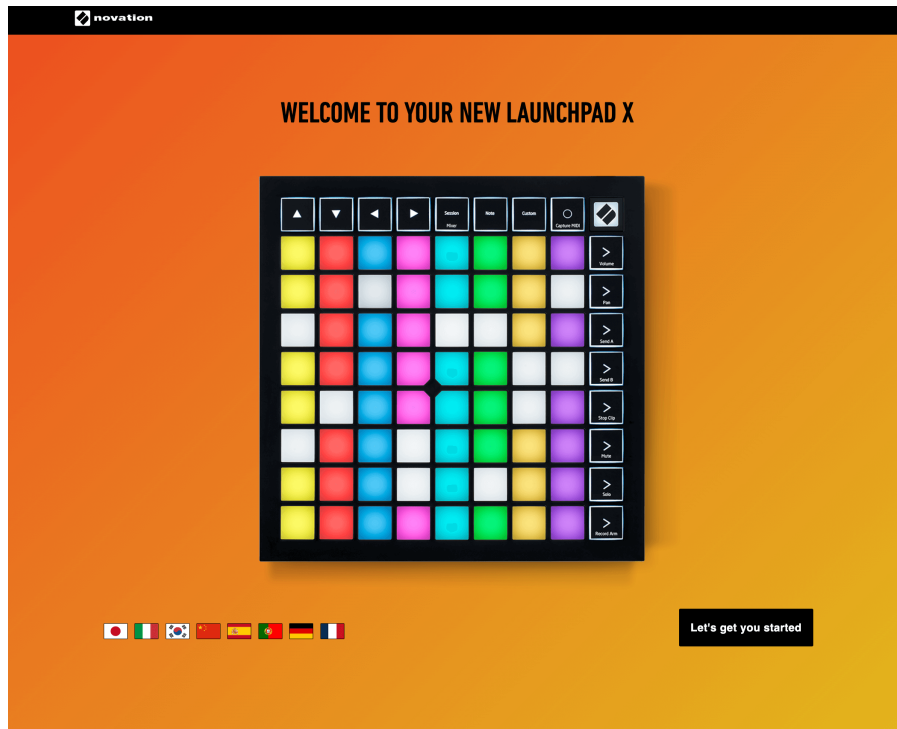 novation
WELCOME TO YOUR NEW LAUNCHPAD X
Session
Mixer
Note
Custom
Capture MIDI
Volume
Pan
Send A
Send B
Stop Clip
Mute
Solo
Record Arm
Let's get you started